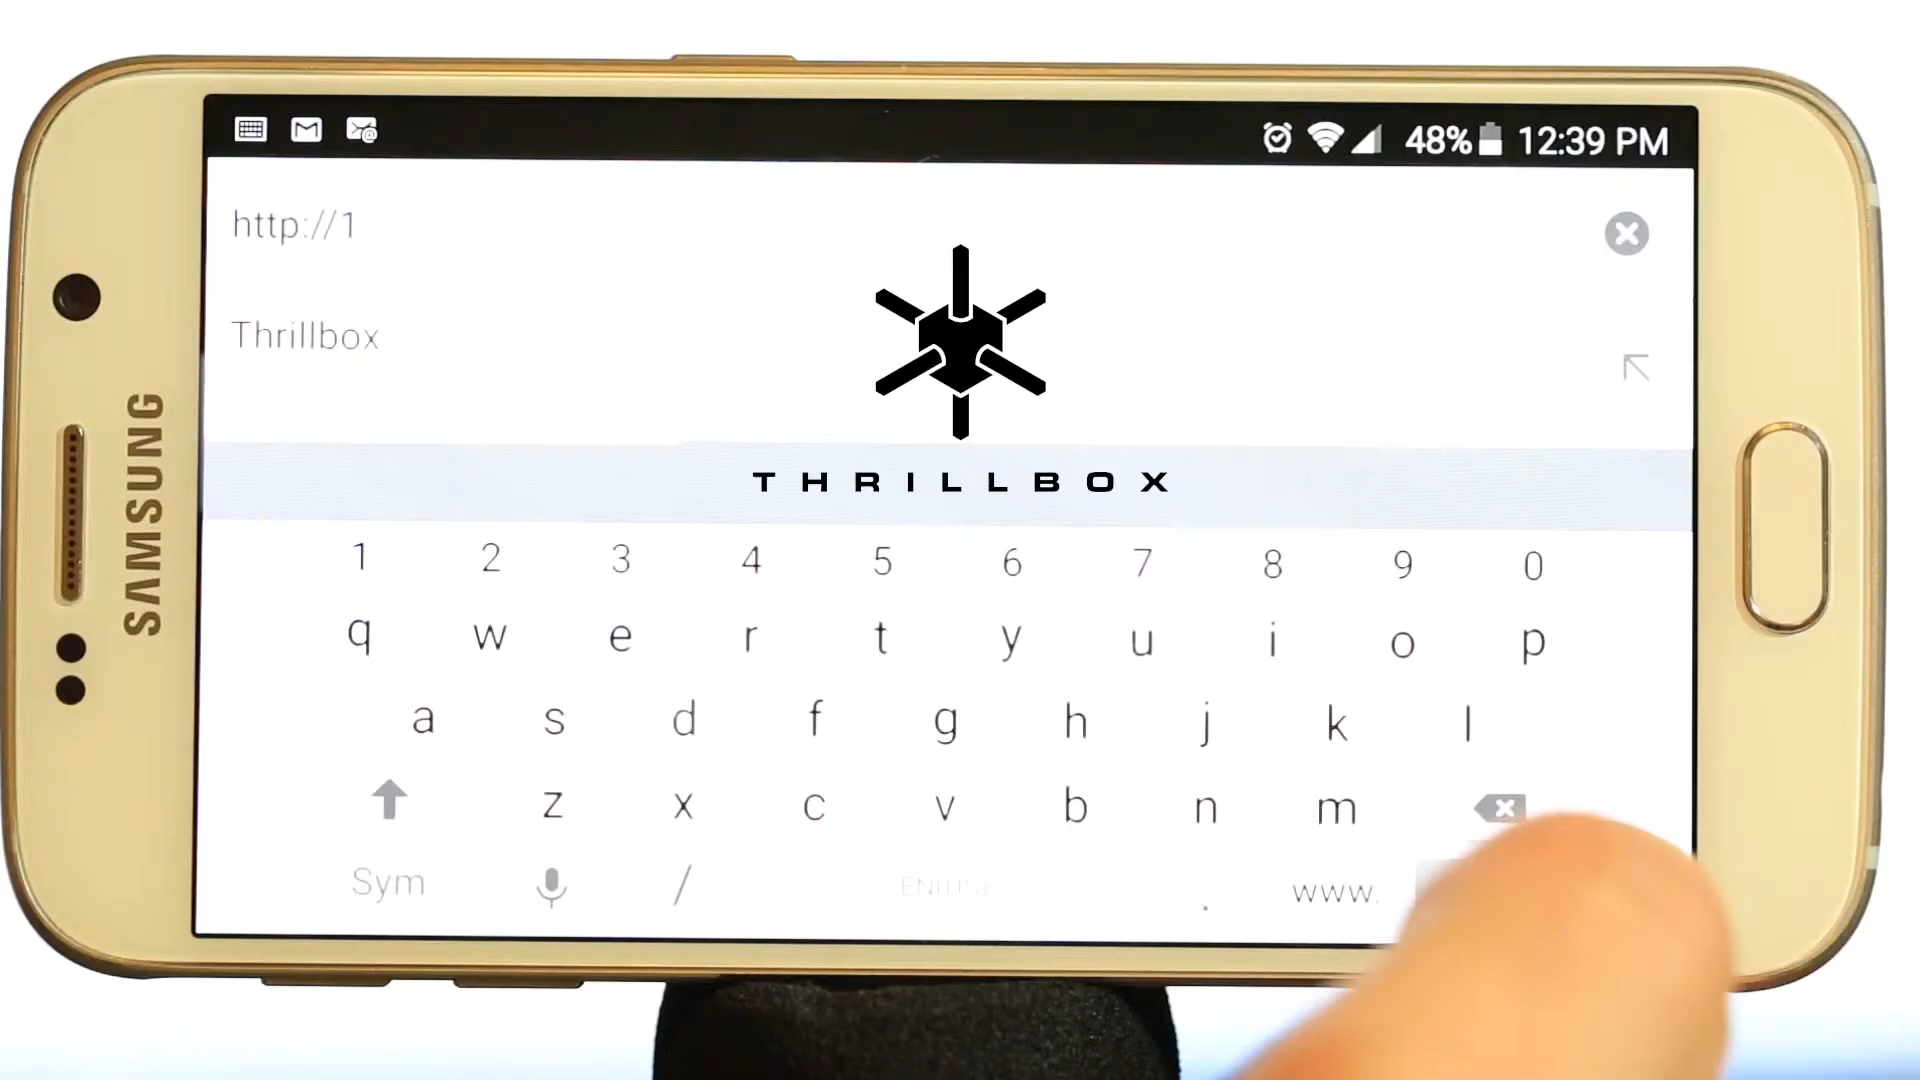 48% 12:39 PM
http://1
Thrillbox
THRILLBOX
SAMSUNG
1 2 3 4 5 6 7 8 9 0
q w e r t y u i o p
a s d f g h j k l
z x c v b n m
Sym / . www.